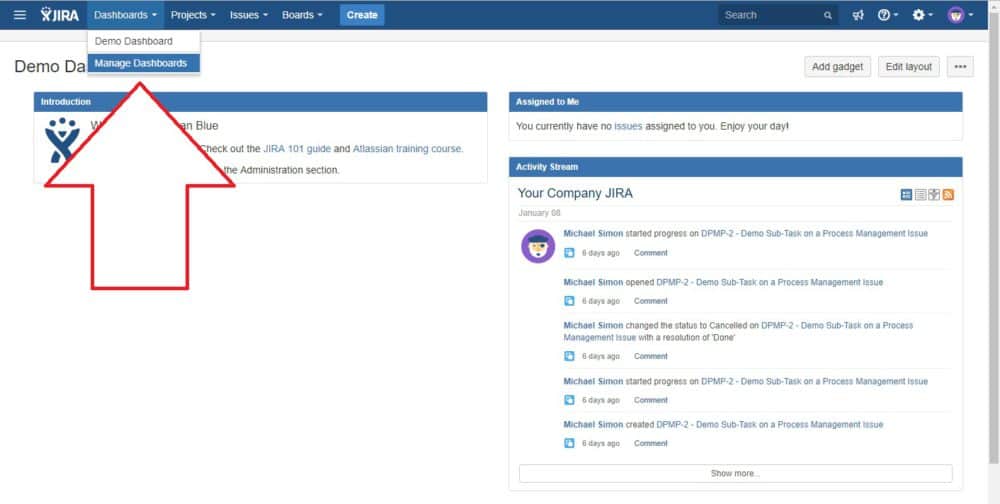 JIRA Dashboards Projects Issues Boards Create Search
Demo Dashboard
Manage Dashboards
Demo Da
Add gadget Edit layout
Introduction
an Blue
Check out the JIRA 101 guide and Atlassian training course.
the Administration section.
Assigned to Me
You currently have no issues assigned to you. Enjoy your day!
Activity Stream
Your Company JIRA
January 08
Michael Simon started progress on DPMP-2 - Demo Sub-Task on a Process Management Issue
6 days ago Comment
Michael Simon opened DPMP-2 - Demo Sub-Task on a Process Management Issue
6 days ago Comment
Michael Simon changed the status to Cancelled on DPMP-2 - Demo Sub-Task on a Process
Management Issue with a resolution of 'Done'
6 days ago Comment
Michael Simon started progress on DPMP-2 - Demo Sub-Task on a Process Management Issue
6 days ago Comment
Michael Simon created DPMP-2 - Demo Sub-Task on a Process Management Issue
6 days ago Comment
Show more...